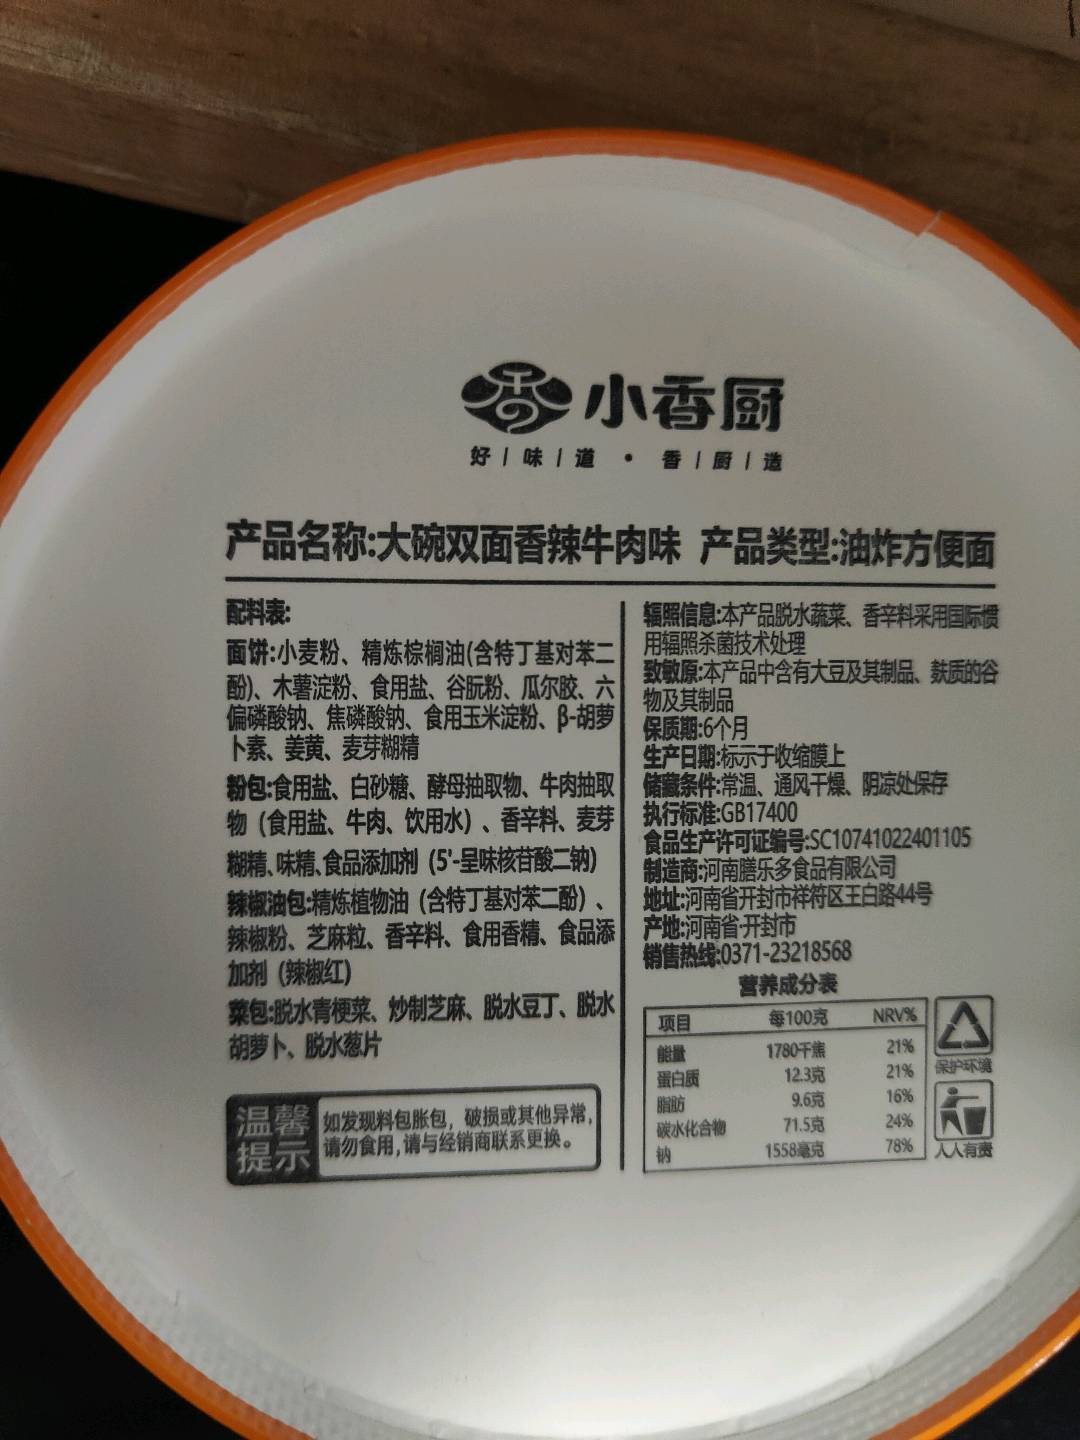 小香厨
好 | 味 | 道 • 香 | 厨 | 造
产品名称:大碗双面香辣牛肉味 产品类型:油炸方便面
配料表:
面饼:小麦粉、精炼棕榈油(含特丁基对苯二
酚)、木薯淀粉、食用盐、谷朊粉、瓜尔胶、六
偏磷酸钠、焦磷酸钠、食用玉米淀粉、β-胡萝
卜素、姜黄、麦芽糊精
粉包:食用盐、白砂糖、酵母抽取物、牛肉抽取
物（食用盐、牛肉、饮用水）、香辛料、麦芽
糊精、味精、食品添加剂（5'-呈味核苷酸二钠）
辣椒油包:精炼植物油（含特丁基对苯二酚）、
辣椒粉、芝麻粒、香辛料、食用香精、食品添
加剂（辣椒红）
菜包:脱水青梗菜、炒制芝麻、脱水豆丁、脱水
胡萝卜、脱水葱片
温馨
提示
如发现料包胀包，破损或其他异常，
请勿食用，请与经销商联系更换。
辐照信息:本产品脱水蔬菜、香辛料采用国际惯
用辐照杀菌技术处理
致敏原:本产品中含有大豆及其制品、麸质的谷
物及其制品
保质期:6个月
生产日期:标示于收缩膜上
储藏条件:常温、通风干燥、阴凉处保存
执行标准:GB17400
食品生产许可证编号:SC10741022401105
制造商:河南膳乐多食品有限公司
地址:河南省开封市祥符区王白路44号
产地:河南省·开封市
销售热线:0371-23218568
营养成分表
项目 每100克 NRV%
能量 1780千焦 21%
蛋白质 12.3克 21%
脂肪 9.6克 16%
碳水化合物 71.5克 24%
钠 1558毫克 78%
保护环境
人人有责